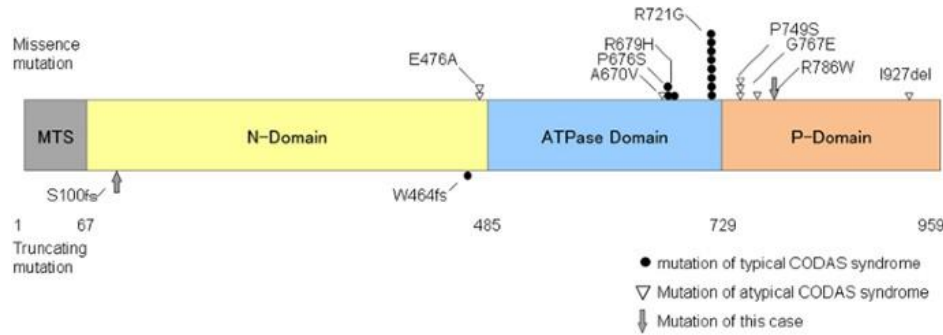 R721G
Missence
mutation
R679H
P749S
E476A
P676S
G767E
A670V
R786W
I927del
MTS
N-Domain
ATPase Domain
P-Domain
S100fs
W464fs
1 67 485 729 959
Truncating
mutation
mutation of typical CODAS syndrome
Mutation of atypical CODAS syndrome
Mutation of this case